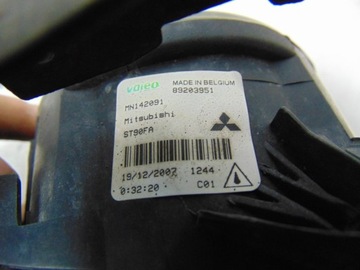 Valeo
MADE IN BELGIUM
89203951
MN142091
Mitsubishi
ST90FA
19/12/2007 1244
0:32:20 C01